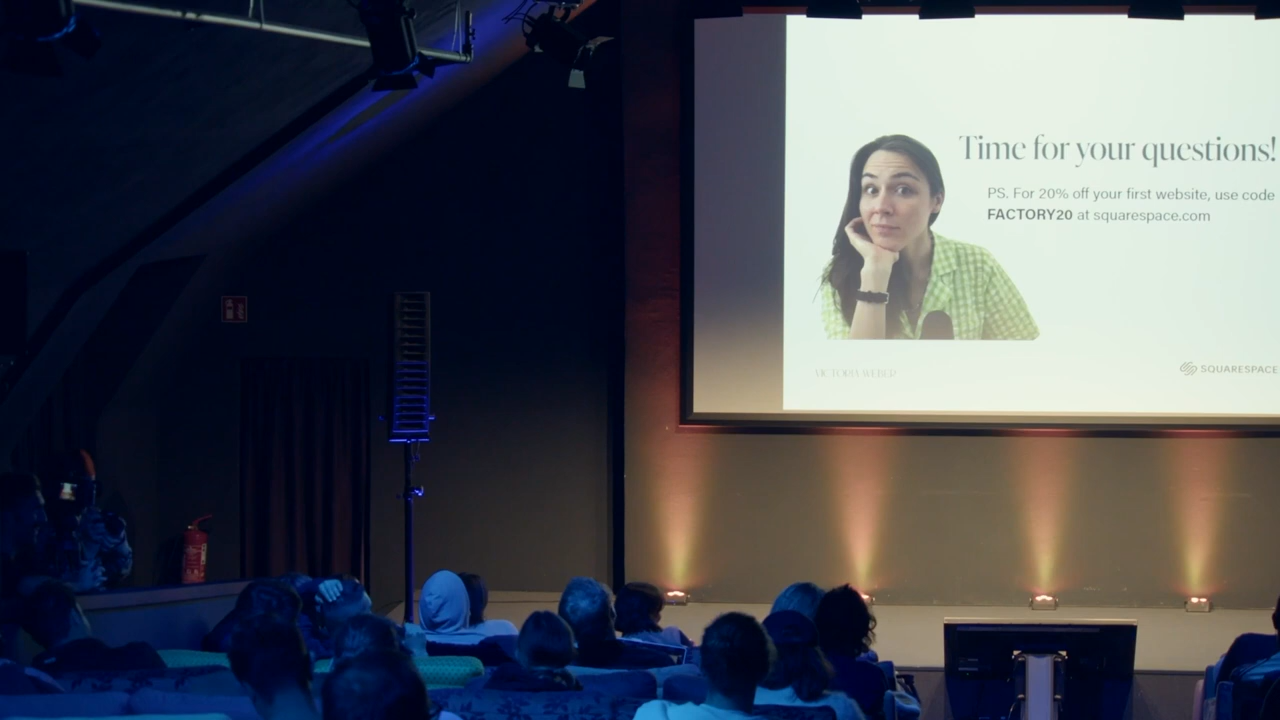 Time for your questions!
PS. For 20% off your first website, use code
FACTORY20 at squarespace.com
VICTORIA WEBER
SQUARESPACE